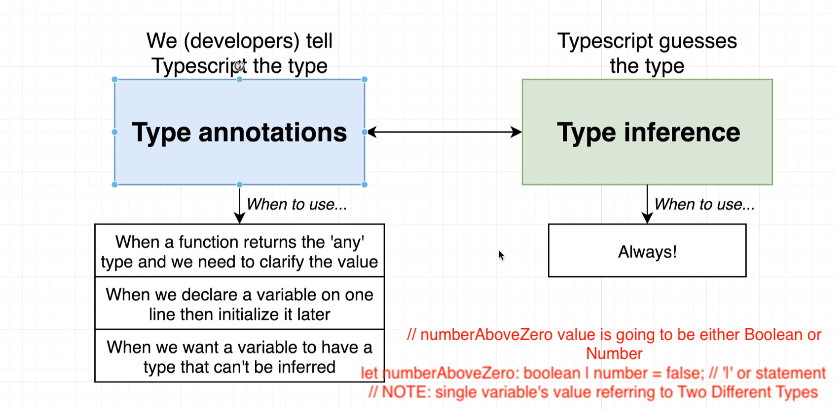 We (developers) tell
Typescript the type
Typescript guesses
the type
Type annotations
Type inference
When to use...
When to use...
When a function returns the 'any'
type and we need to clarify the value
When we declare a variable on one
line then initialize it later
When we want a variable to have a
type that can't be inferred
Always!
// numberAboveZero value is going to be either Boolean or
Number
let numberAboveZero: boolean | number = false; // '|' or statement
// NOTE: single variable's value referring to Two Different Types